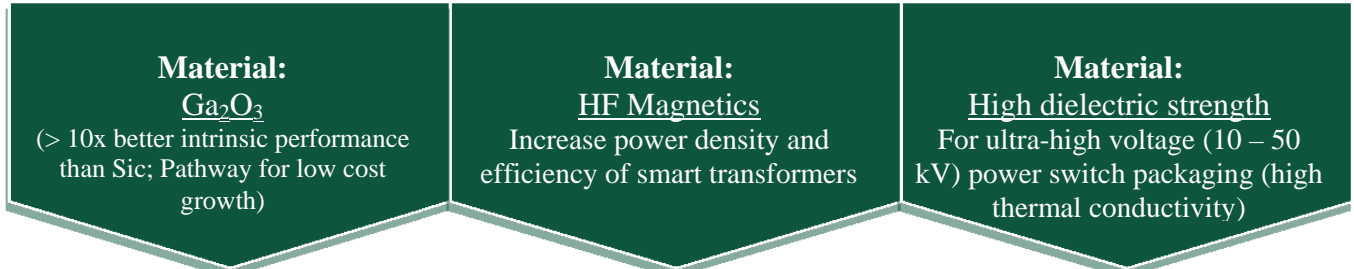 Material:
Ga₂O₃
(> 10x better intrinsic performance
than Sic; Pathway for low cost
growth)
Material:
HF Magnetics
Increase power density and
efficiency of smart transformers
Material:
High dielectric strength
For ultra-high voltage (10 – 50
kV) power switch packaging (high
thermal conductivity)